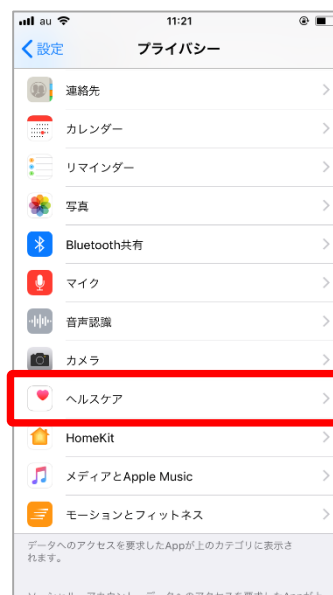 au 11:21
設定 プライバシー
連絡先
カレンダー
リマインダー
写真
Bluetooth共有
マイク
音声認識
カメラ
ヘルスケア
HomeKit
メディアとApple Music
モーションとフィットネス
データへのアクセスを要求したAppが上のカテゴリに表示さ
れます。